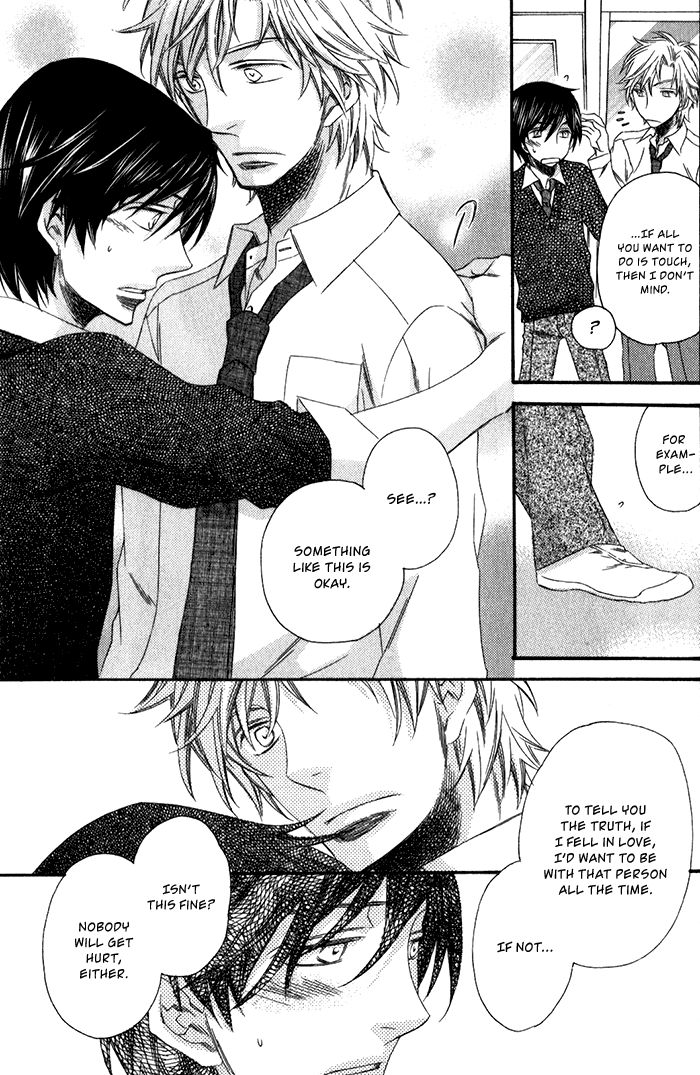 ...IF ALL
YOU WANT TO
DO IS TOUCH,
THEN I DON'T
MIND.
?
FOR
EXAM-
PLE...
SEE...?
SOMETHING
LIKE THIS IS
OKAY.
TO TELL YOU
THE TRUTH, IF
I FELL IN LOVE,
I'D WANT TO BE
WITH THAT PERSON
ALL THE TIME.
IF NOT...
ISN'T
THIS FINE?
NOBODY
WILL GET
HURT,
EITHER.